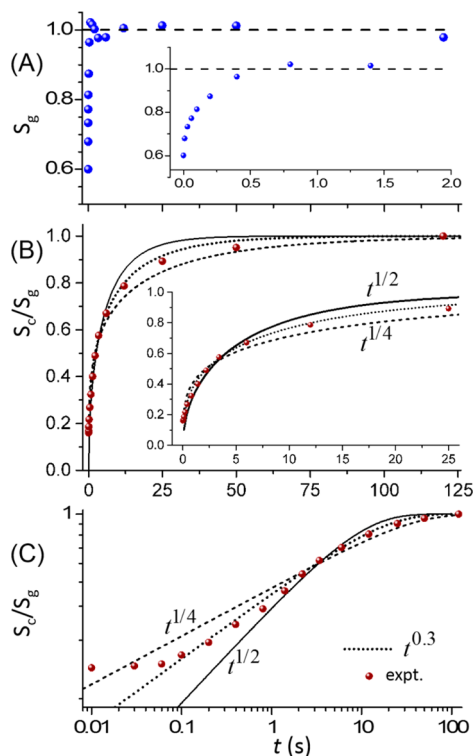 (A)
S_g
1.0
0.8
0.6
1.0
0.8
0.6
0.0 0.5 1.0 1.5 2.0
(B)
S_c/S_g
1.0
0.8
0.6
0.4
0.2
0.0
1.0
0.8
0.6
0.4
0.2
0.0
t^1/2
t^1/4
0 5 10 15 20 25
0 25 50 75 100 125
(C)
S_c/S_g
1
t^1/4
t^1/2
t^0.3
expt.
0.01 0.1 1 10 100
t (s)